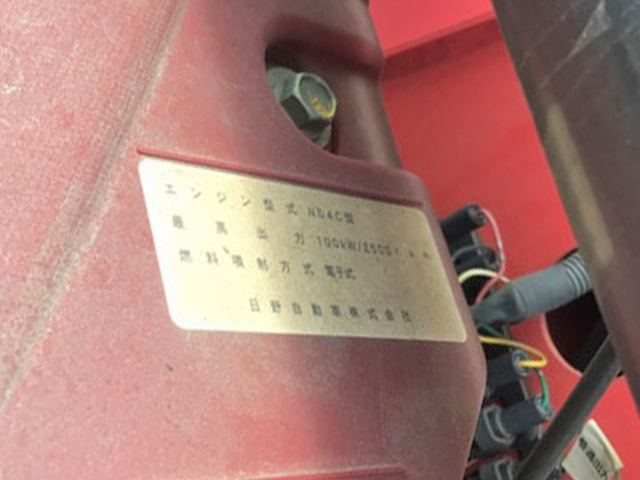 エンジン型式 N04C型
最高出力 100kW/2500r.p.m
燃料噴射方式 電子式
日野自動車株式会社